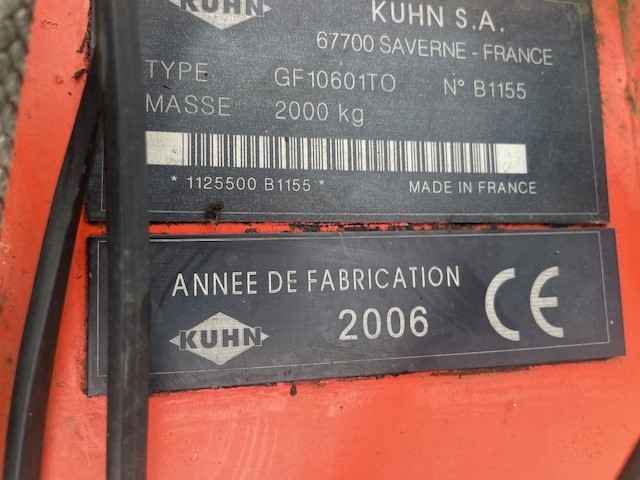 KUHN KUHN S.A.
67700 SAVERNE - FRANCE
TYPE GF10601TO N° B1155
MASSE 2000 kg
* 1125500 B1155 * MADE IN FRANCE
ANNEE DE FABRICATION
KUHN 2006 CE